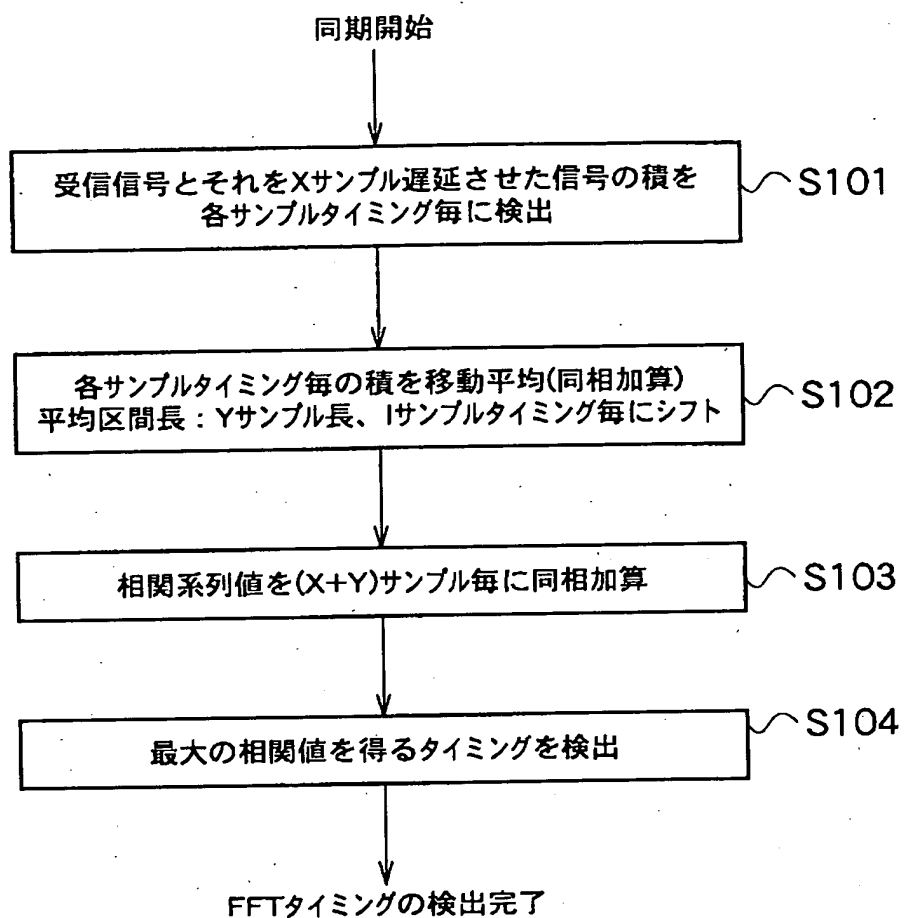 同期開始
受信信号とそれをXサンプル遅延させた信号の積を
各サンプルタイミング毎に検出
S101
各サンプルタイミング毎の積を移動平均(同相加算)
平均区間長：Yサンプル長、Iサンプルタイミング毎にシフト
S102
相関系列値を(X+Y)サンプル毎に同相加算
S103
最大の相関値を得るタイミングを検出
S104
FFTタイミングの検出完了